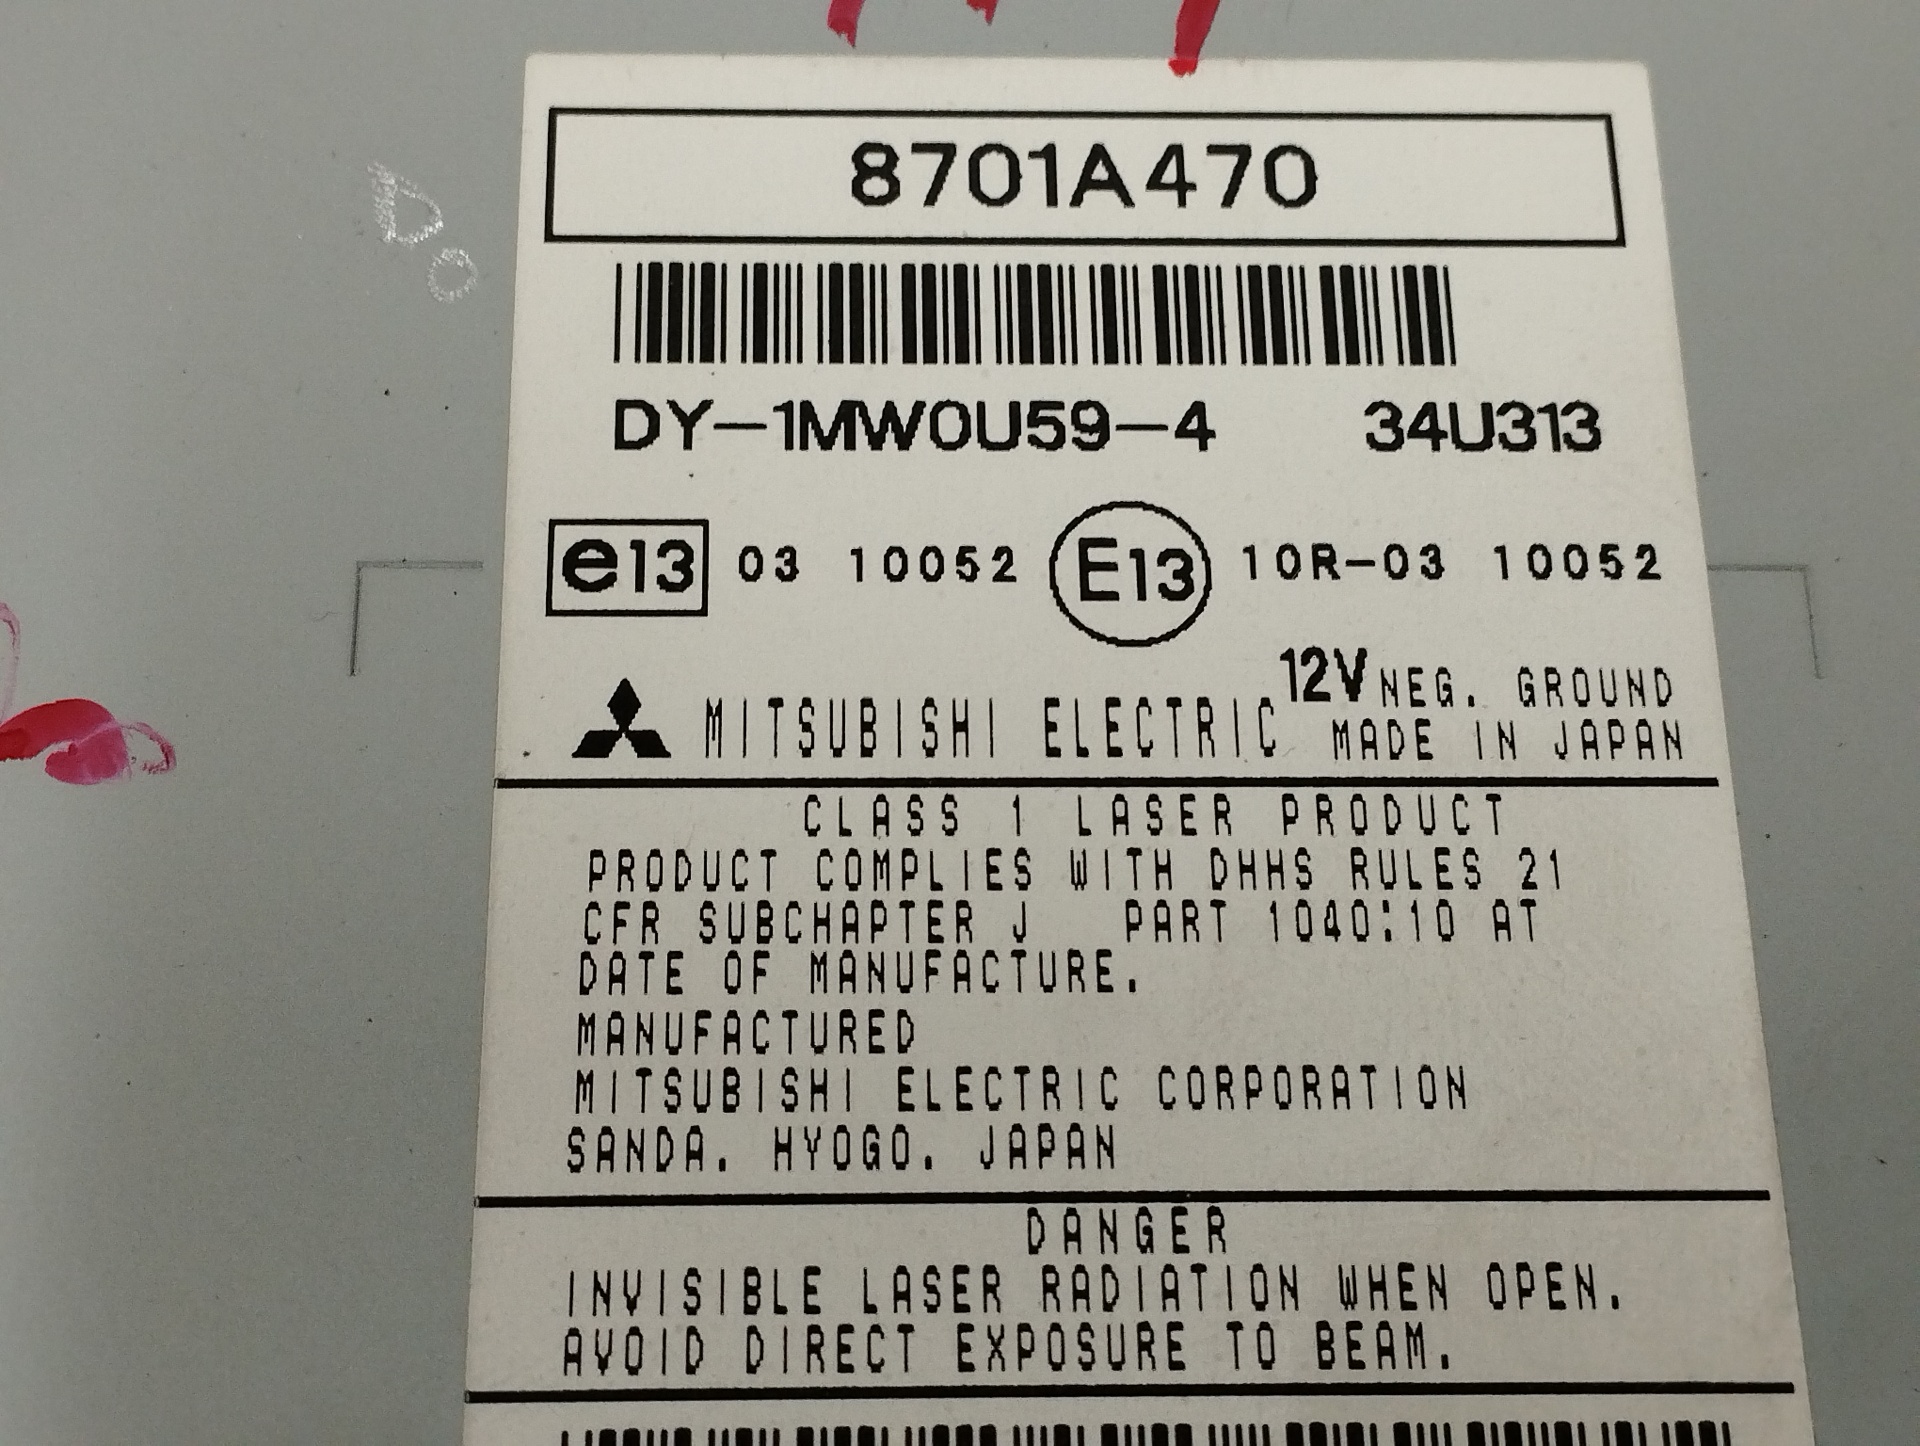 8701A470
DY-1MW0U59-4 34U313
e13 03 10052 E13 10R-03 10052
12V NEG. GROUND
MITSUBISHI ELECTRIC MADE IN JAPAN
CLASS 1 LASER PRODUCT
PRODUCT COMPLIES WITH DHHS RULES 21
CFR SUBCHAPTER J PART 1040:10 AT
DATE OF MANUFACTURE.
MANUFACTURED
MITSUBISHI ELECTRIC CORPORATION
SANDA. HYOGO. JAPAN
DANGER
INVISIBLE LASER RADIATION WHEN OPEN.
AVOID DIRECT EXPOSURE TO BEAM.